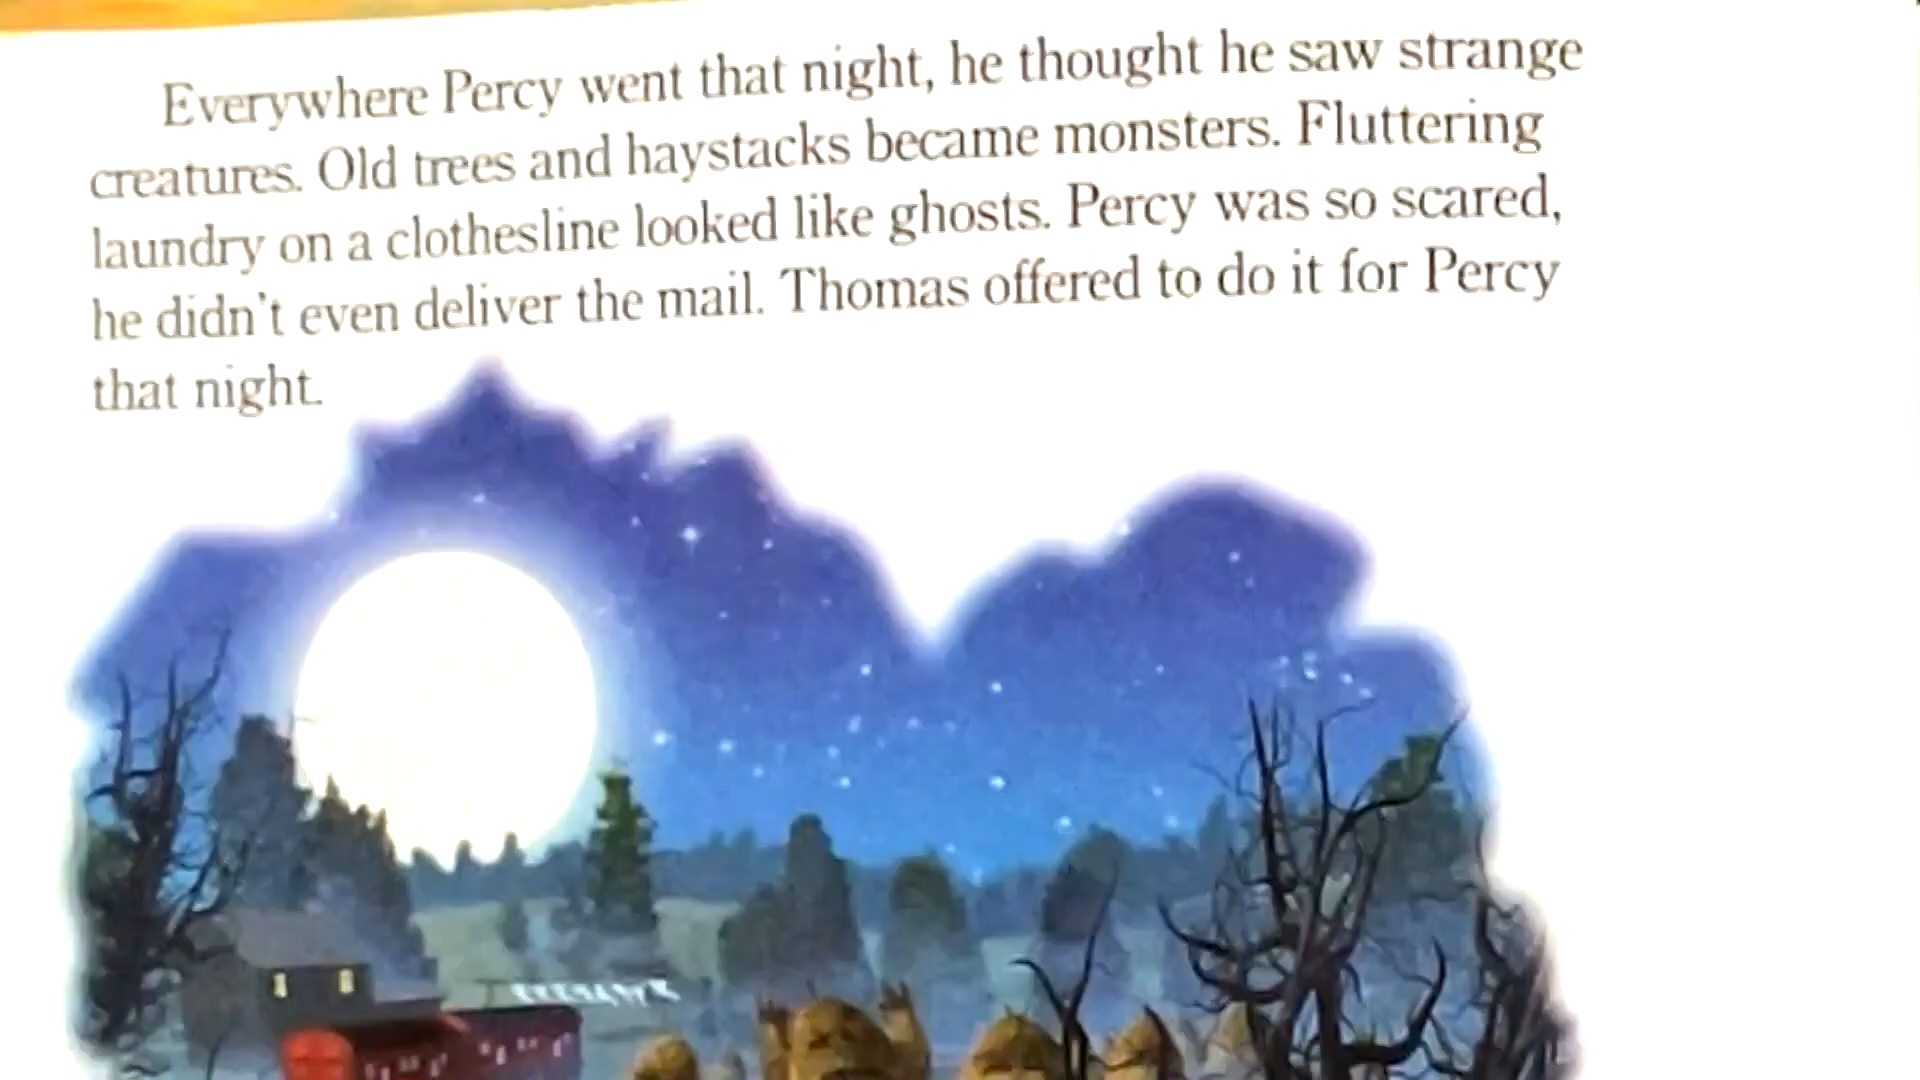 Everywhere Percy went that night, he thought he saw strange
creatures. Old trees and haystacks became monsters. Fluttering
laundry on a clothesline looked like ghosts. Percy was so scared,
he didn't even deliver the mail. Thomas offered to do it for Percy
that night.